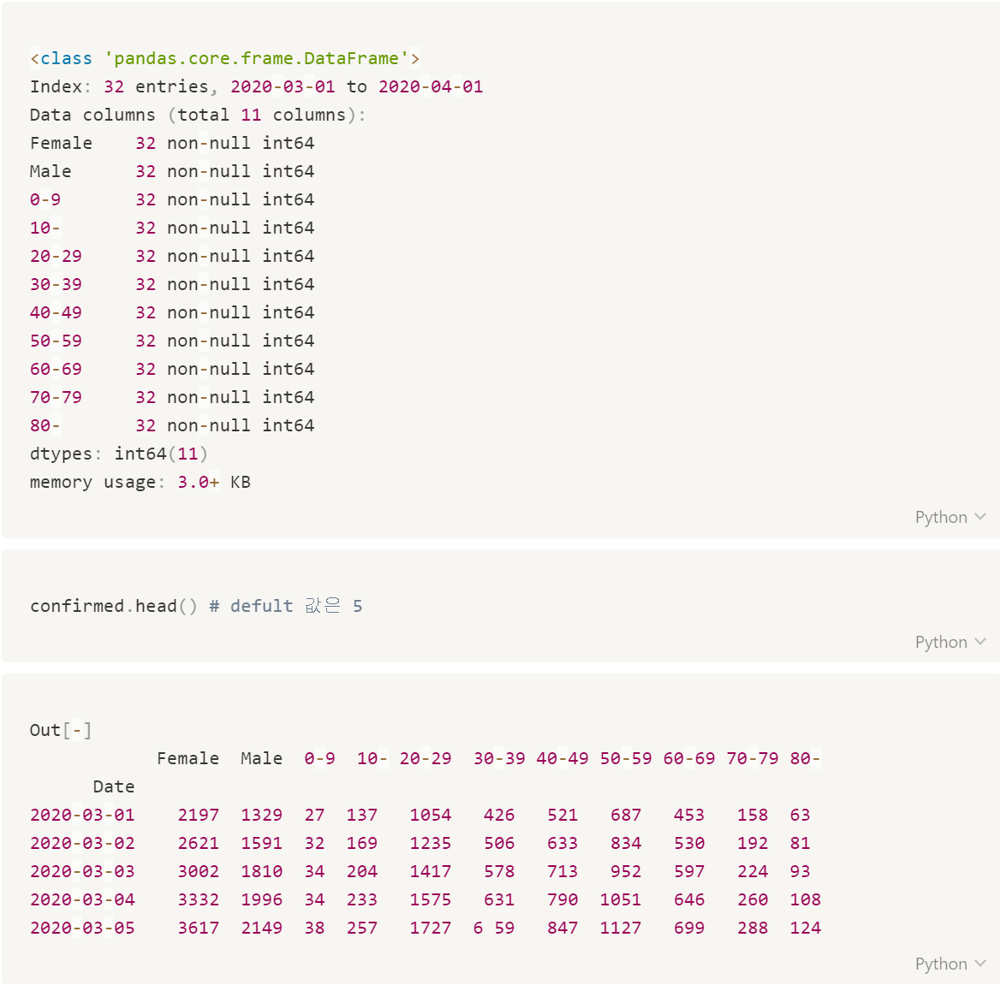 <class 'pandas.core.frame.DataFrame'>
Index: 32 entries, 2020-03-01 to 2020-04-01
Data columns (total 11 columns):
Female    32 non-null int64
Male      32 non-null int64
0-9       32 non-null int64
10-       32 non-null int64
20-29     32 non-null int64
30-39     32 non-null int64
40-49     32 non-null int64
50-59     32 non-null int64
60-69     32 non-null int64
70-79     32 non-null int64
80-       32 non-null int64
dtypes: int64(11)
memory usage: 3.0+ KB
Python
confirmed.head() # defult 값은 5
Python
Out[-]
            Female  Male  0-9  10- 20-29  30-39 40-49 50-59 60-69 70-79 80-
      Date
2020-03-01    2197  1329  27  137   1054   426   521   687   453   158  63
2020-03-02    2621  1591  32  169   1235   506   633   834   530   192  81
2020-03-03    3002  1810  34  204   1417   578   713   952   597   224  93
2020-03-04    3332  1996  34  233   1575   631   790  1051   646   260  108
2020-03-05    3617  2149  38  257   1727  6 59   847  1127   699   288  124
Python